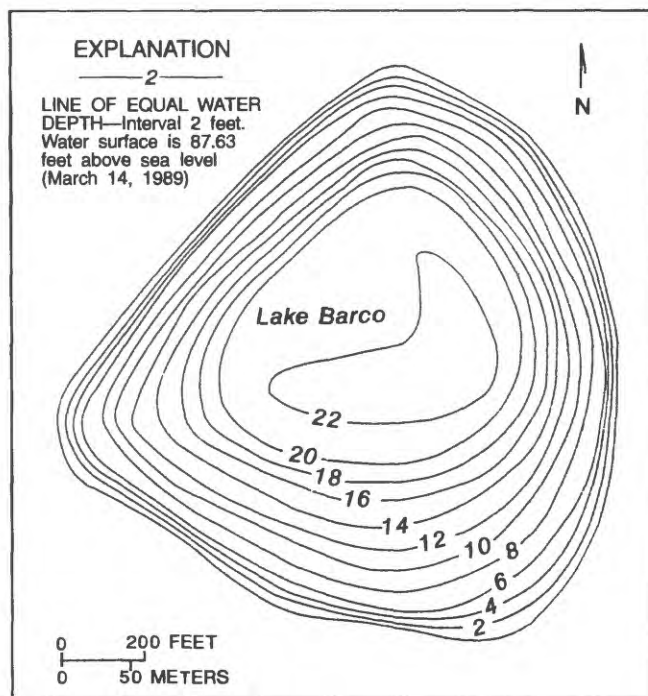 EXPLANATION
2
LINE OF EQUAL WATER
DEPTH—Interval 2 feet.
Water surface is 87.63
feet above sea level
(March 14, 1989)
N
Lake Barco
22
20
18
16
14
12
10
8
6
4
2
0 200 FEET
0 50 METERS